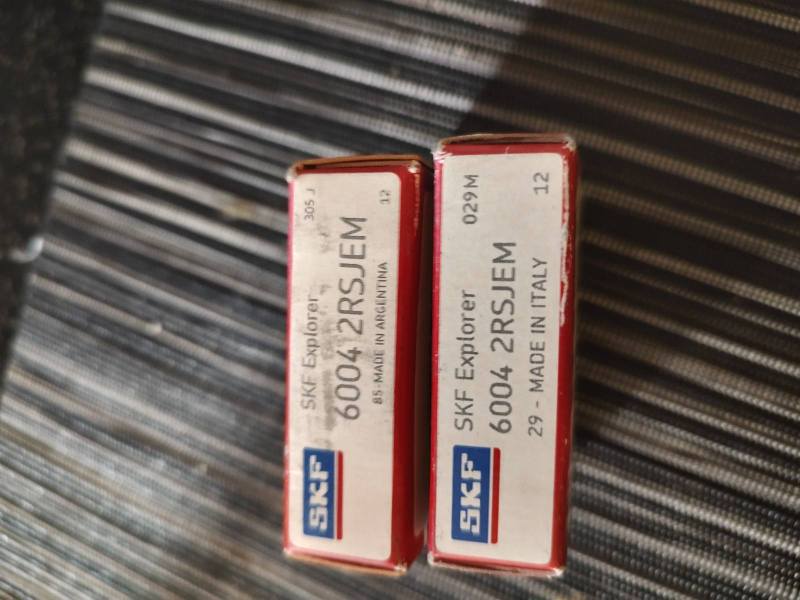 SKF
SKF Explorer 305 J
6004 2RSJEM
85-MADE IN ARGENTINA 12
SKF
SKF Explorer 029M
6004 2RSJEM
29 - MADE IN ITALY 12